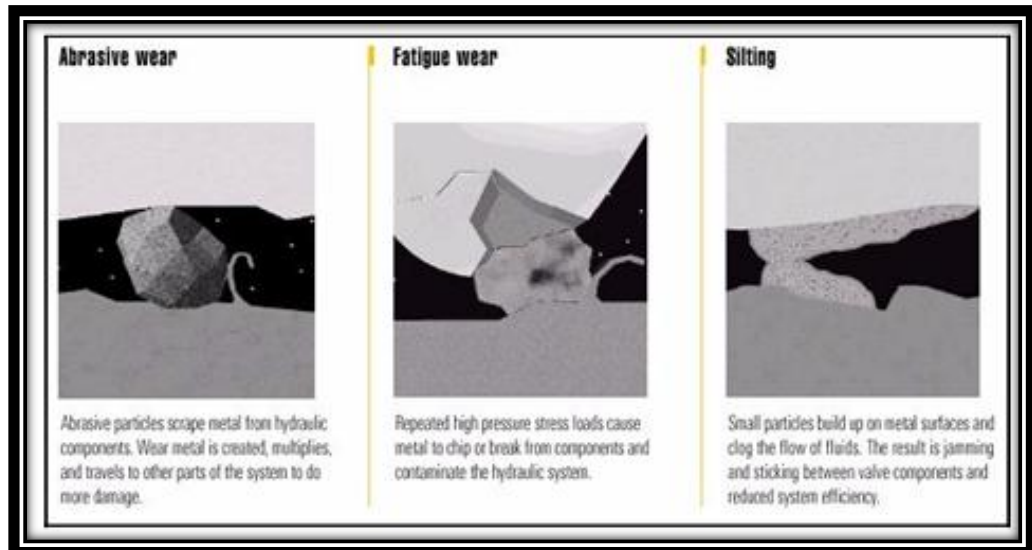 Abrasive wear
Abrasive particles scrape metal from hydraulic
components. Wear metal is created, multiplies,
and travels to other parts of the system to do
more damage.
Fatigue wear
Repeated high pressure stress loads cause
metal to chip or break from components and
contaminate the hydraulic system.
Silting
Small particles build up on metal surfaces and
clog the flow of fluids. The result is jamming
and sticking between valve components and
reduced system efficiency.